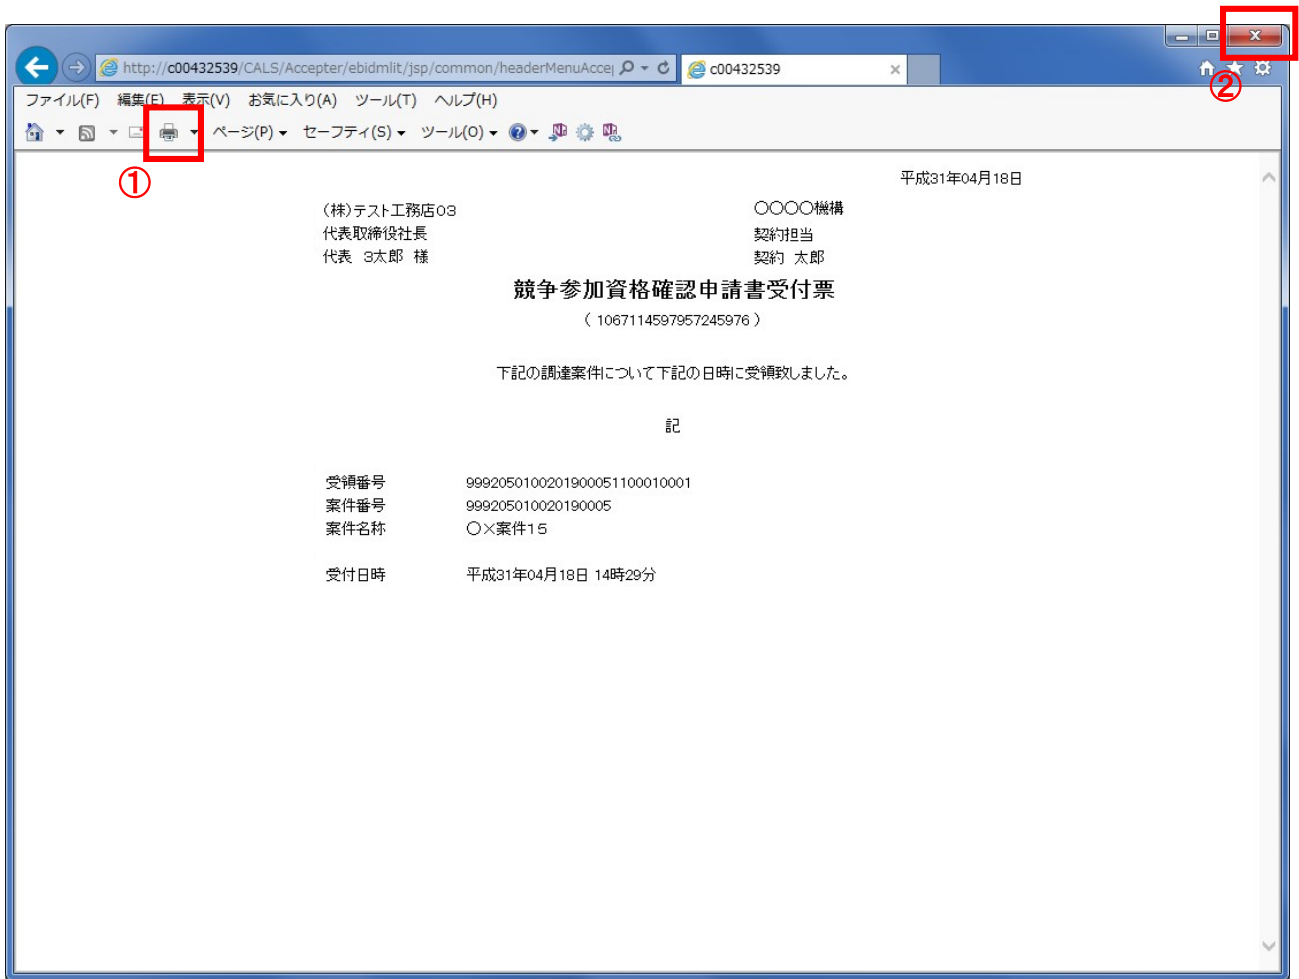 http://c00432539/CALS/Accepter/ebidmlit/jsp/common/headerMenuAccep
c00432539
②
ファイル(F) 編集(E) 表示(V) お気に入り(A) ツール(T) ヘルプ(H)
ページ(P) セーフティ(S) ツール(O)
①
平成31年04月18日
(株)テスト工務店03
〇〇〇〇機構
代表取締役社長
契約担当
代表 3太郎 様
契約 太郎
競争参加資格確認申請書受付票
( 1067114597957245976 )
下記の調達案件について下記の日時に受領致しました。
記
受領番号 9992050100201900051100010001
案件番号 999205010020190005
案件名称 〇×案件15
受付日時 平成31年04月18日 14時29分